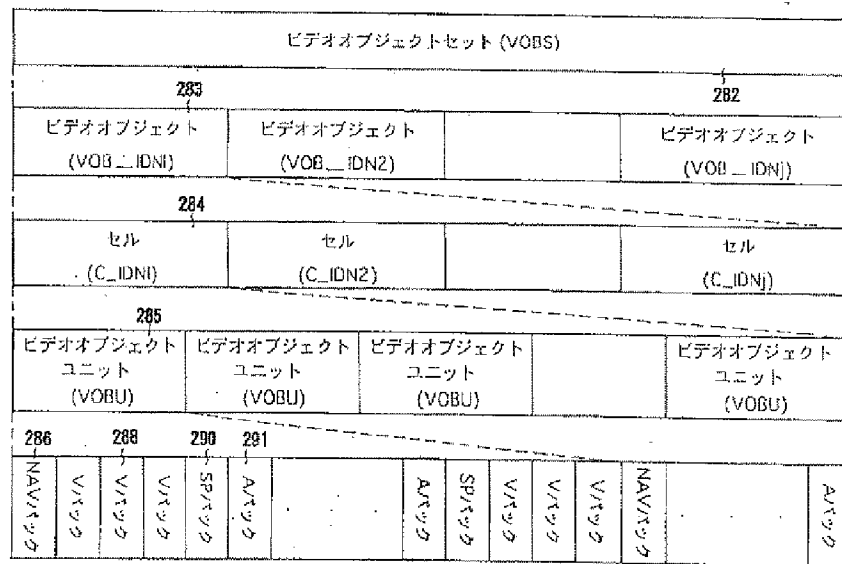 ビデオオブジェクトセット (VOBS)
283
282
ビデオオブジェクト
(VOB__IDN1)
ビデオオブジェクト
(VOB__IDN2)
ビデオオブジェクト
(VOB__IDNj)
284
セル
(C_IDN1)
セル
(C_IDN2)
セル
(C_IDNj)
285
ビデオオブジェクト
ユニット
(VOBU)
ビデオオブジェクト
ユニット
(VOBU)
ビデオオブジェクト
ユニット
(VOBU)
ビデオオブジェクト
ユニット
(VOBU)
286
288
290
291
NAVパック
Vパック
Vパック
Vパック
SPパック
Aパック
Aパック
SPパック
Vパック
Vパック
Vパック
NAVパック
Aパック